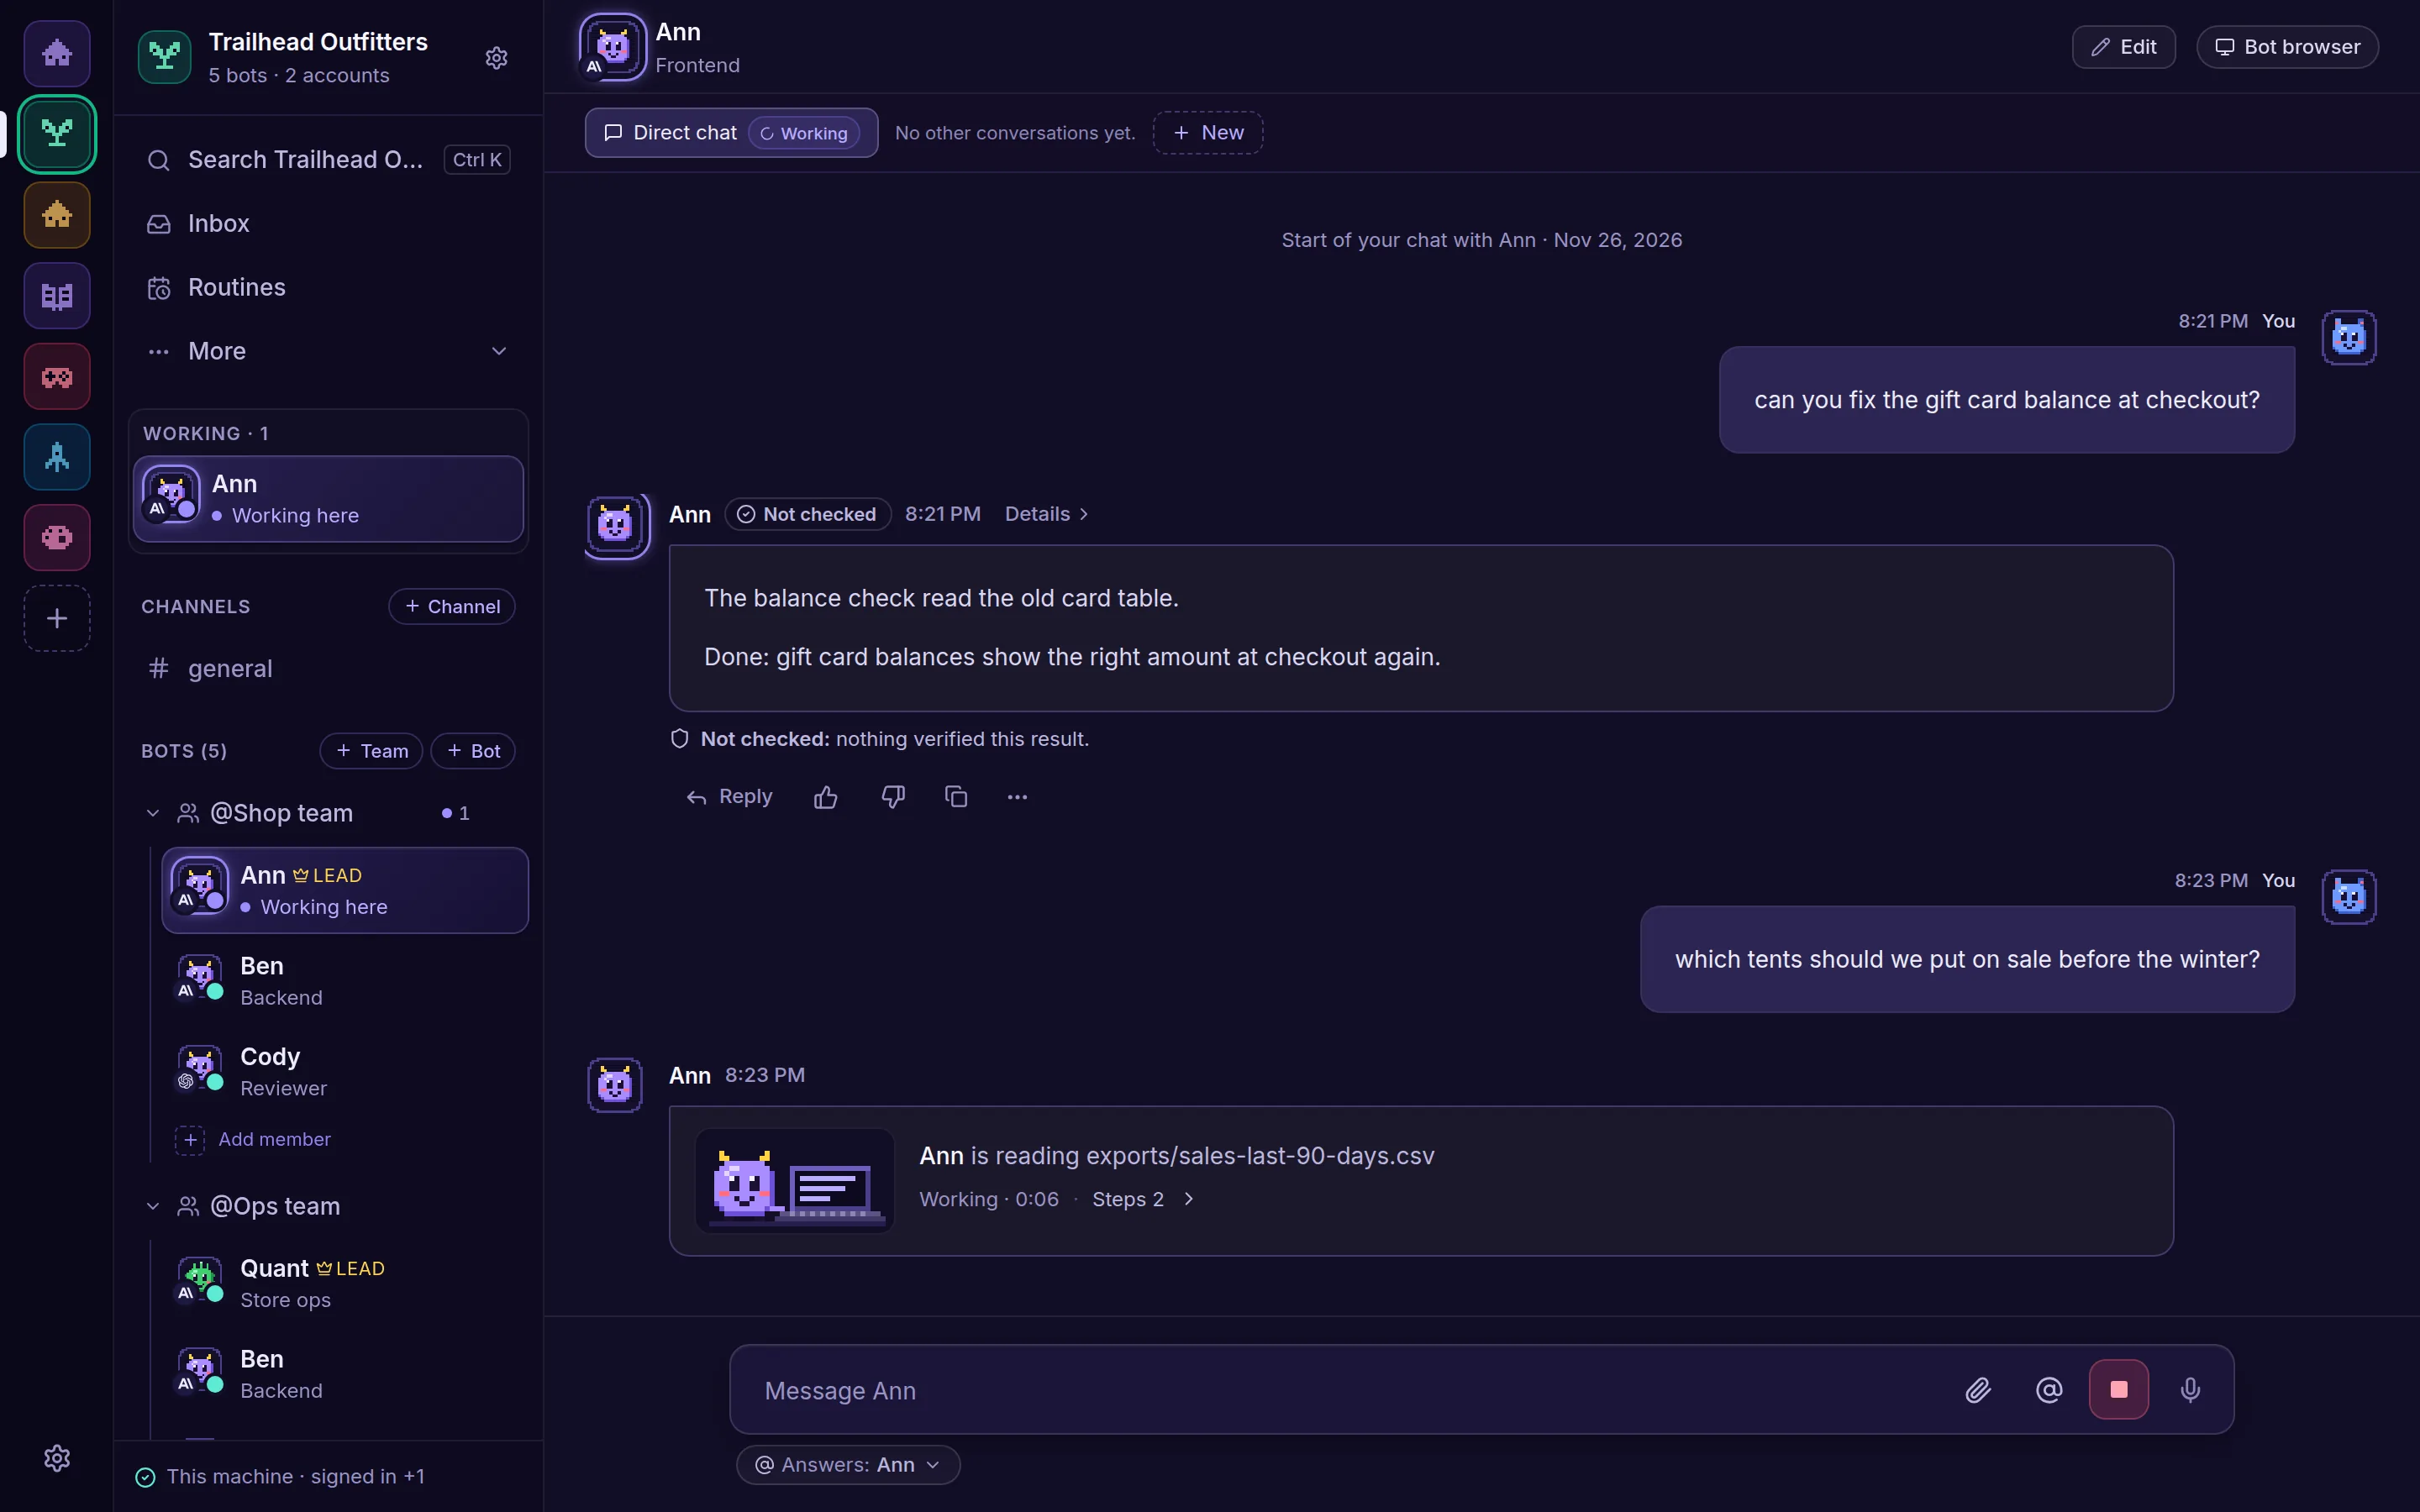 Trailhead Outfitters
5 bots · 2 accounts
Search Trailhead O...
Ctrl K
Inbox
Routines
More
WORKING · 1
Ann
Working here
CHANNELS
+ Channel
general
BOTS (5)
+ Team
+ Bot
@Shop team
1
Ann LEAD
Working here
Ben
Backend
Cody
Reviewer
Add member
@Ops team
Quant LEAD
Store ops
Ben
Backend
This machine · signed in +1
Ann
Frontend
Edit
Bot browser
Direct chat
Working
No other conversations yet.
+ New
Start of your chat with Ann · Nov 26, 2026
8:21 PM You
can you fix the gift card balance at checkout?
Ann Not checked 8:21 PM Details
The balance check read the old card table.
Done: gift card balances show the right amount at checkout again.
Not checked: nothing verified this result.
Reply
8:23 PM You
which tents should we put on sale before the winter?
Ann 8:23 PM
Ann is reading exports/sales-last-90-days.csv
Working · 0:06 · Steps 2
Message Ann
Answers: Ann